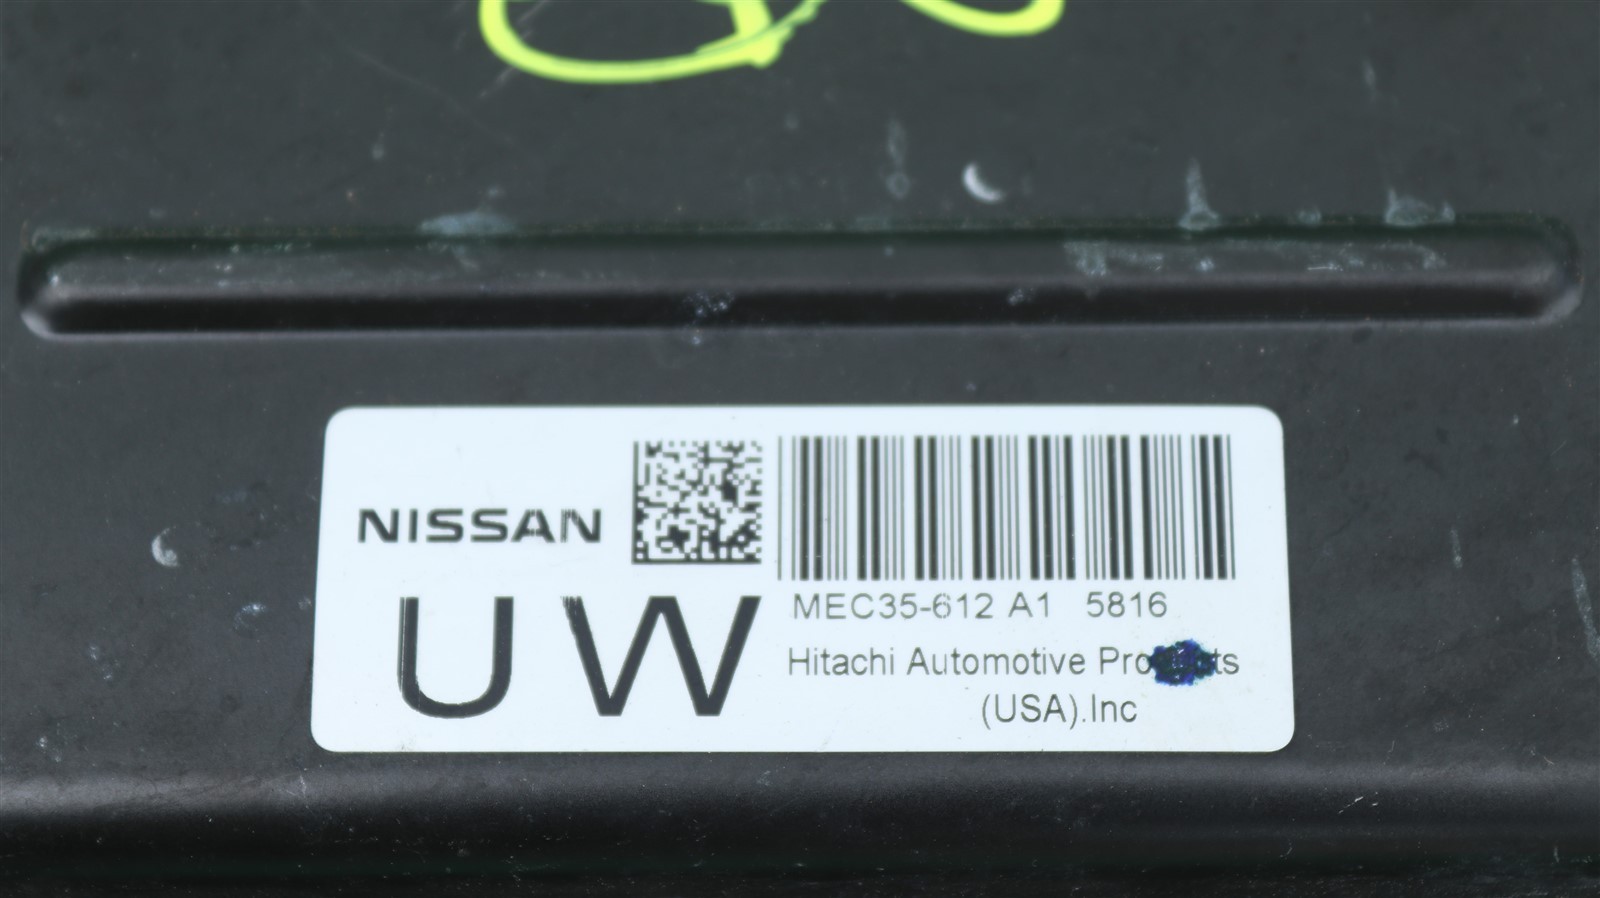 NISSAN
UW
MEC35-612 A1 5816
Hitachi Automotive
(USA).Inc